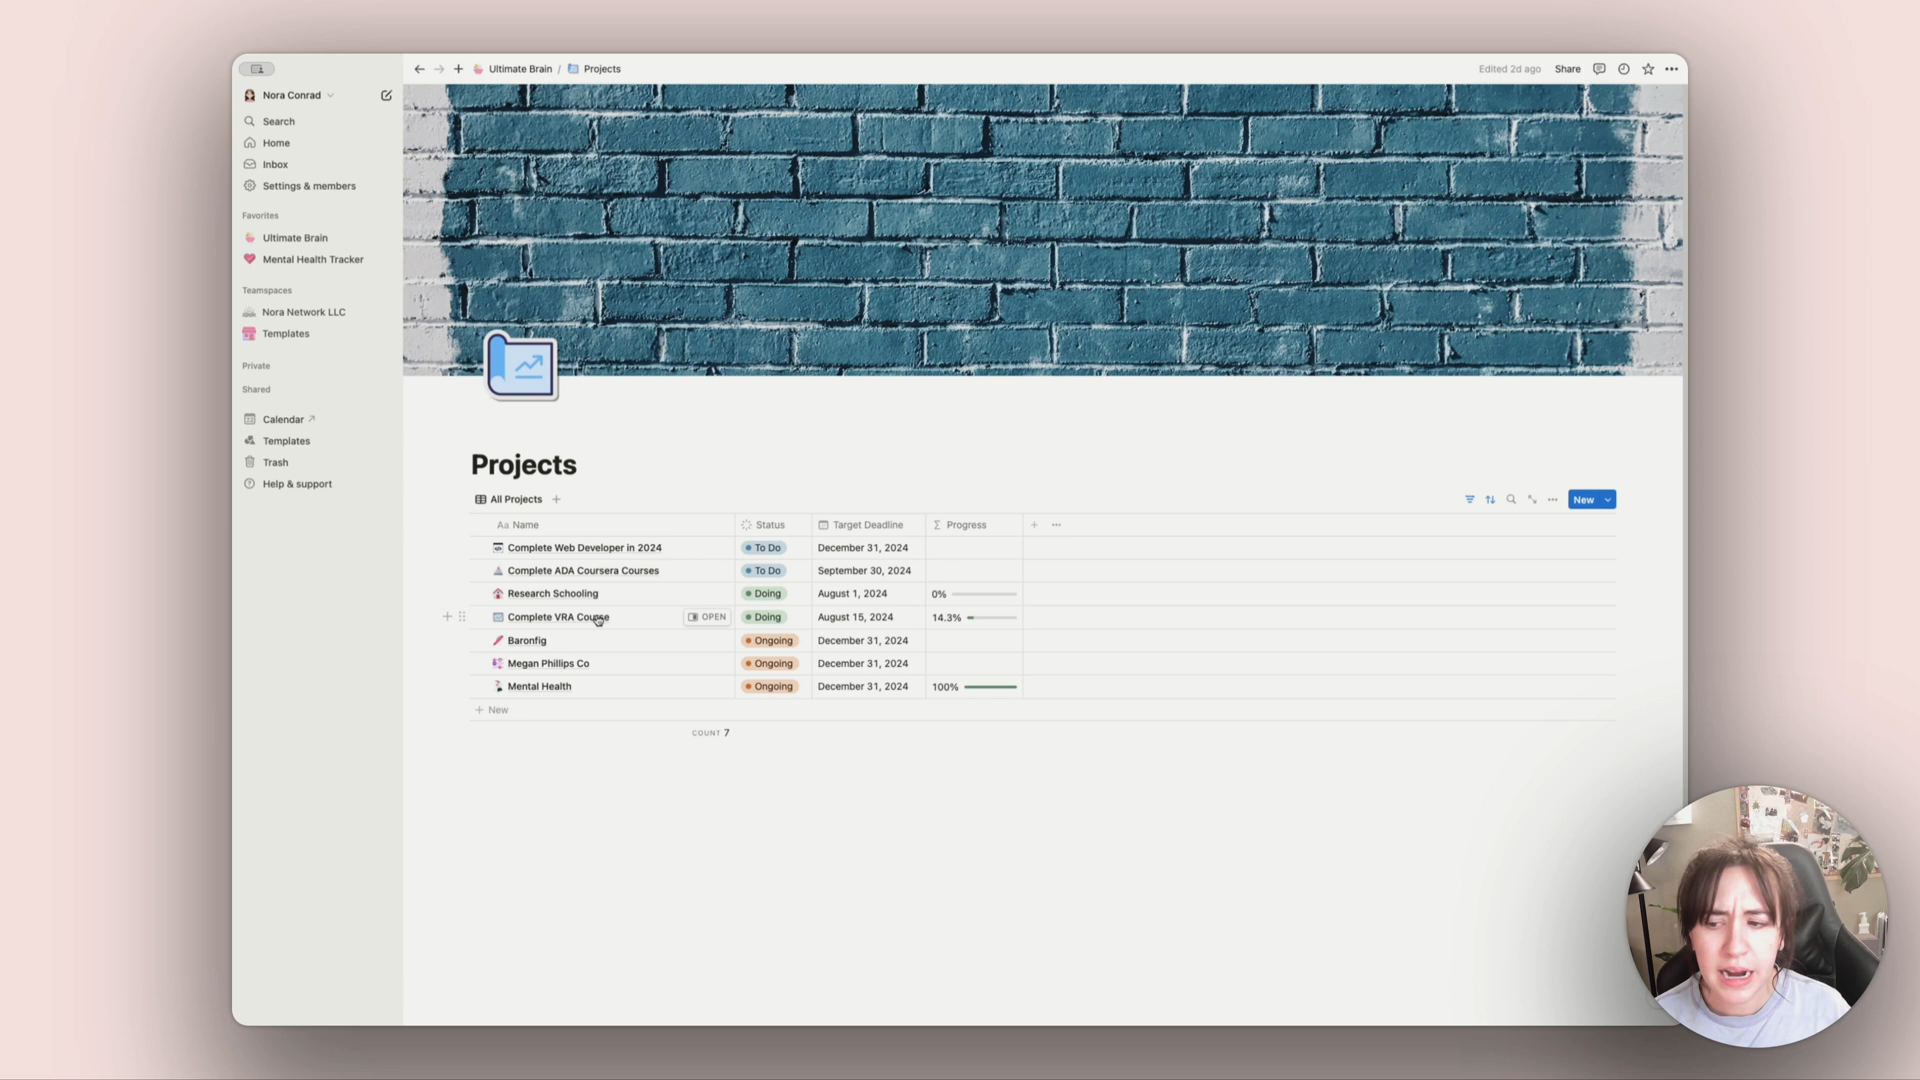 Ultimate Brain / Projects
Edited 2d ago Share
Nora Conrad
Search
Home
Inbox
Settings & members
Favorites
Ultimate Brain
Mental Health Tracker
Teamspaces
Nora Network LLC
Templates
Private
Shared
Calendar
Templates
Trash
Help & support
Projects
All Projects
New
Aa Name Status Target Deadline Σ Progress
Complete Web Developer in 2024 To Do December 31, 2024
Complete ADA Coursera Courses To Do September 30, 2024
Research Schooling Doing August 1, 2024 0%
Complete VRA Course OPEN Doing August 15, 2024 14.3%
Baronfig Ongoing December 31, 2024
Megan Phillips Co Ongoing December 31, 2024
Mental Health Ongoing December 31, 2024 100%
+ New
COUNT 7